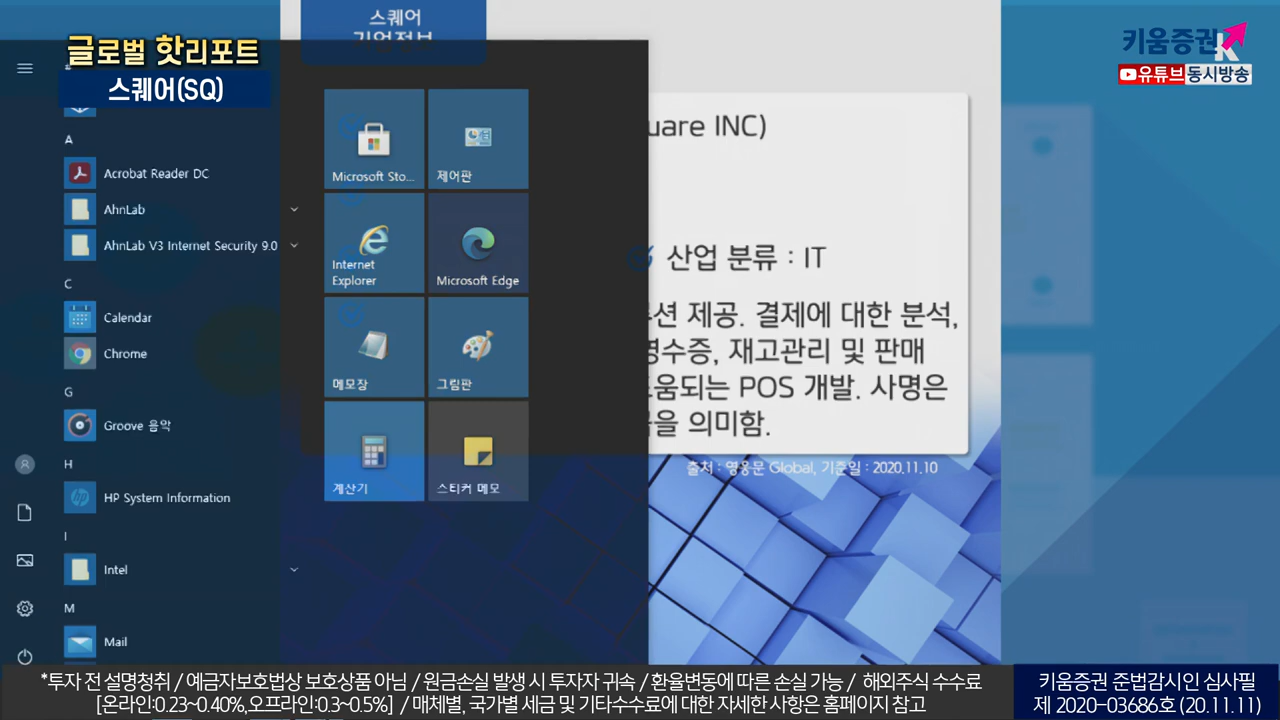 글로벌 핫리포트
스퀘어(SQ)
스퀘어
기업정보
키움증권
유튜브동시방송
#
A
Acrobat Reader DC
AhnLab
AhnLab V3 Internet Security 9.0
C
Calendar
Chrome
G
Groove 음악
H
HP System Information
I
Intel
M
Mail
Microsoft Sto...
제어판
Internet
Explorer
Microsoft Edge
메모장
그림판
계산기
스티커 메모
uare INC)
산업 분류 : IT
션 제공. 결제에 대한 분석,
명수증, 재고관리 및 판매
도움되는 POS 개발. 사명은
을 의미함.
출처 : 영웅문 Global, 기준일 : 2020.11.10
*투자 전 설명청취 / 예금자보호법상 보호상품 아님 / 원금손실 발생 시 투자자 귀속 / 환율변동에 따른 손실 가능 / 해외주식 수수료
[온라인:0.23~0.40%,오프라인:0.3~0.5%] / 매체별, 국가별 세금 및 기타수수료에 대한 자세한 사항은 홈페이지 참고
키움증권 준법감시인 심사필
제 2020-03686호 (20.11.11)